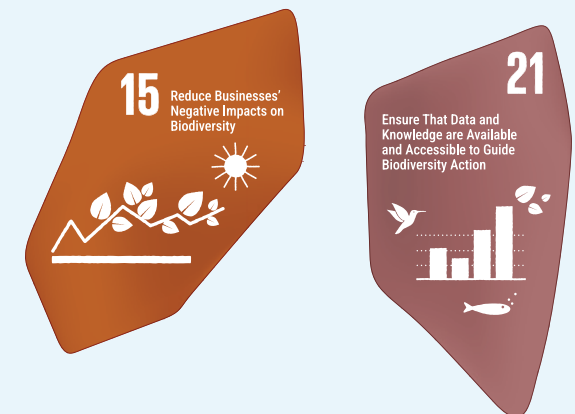 15
Reduce Businesses'
Negative Impacts on
Biodiversity
21
Ensure That Data and
Knowledge are Available
and Accessible to Guide
Biodiversity Action